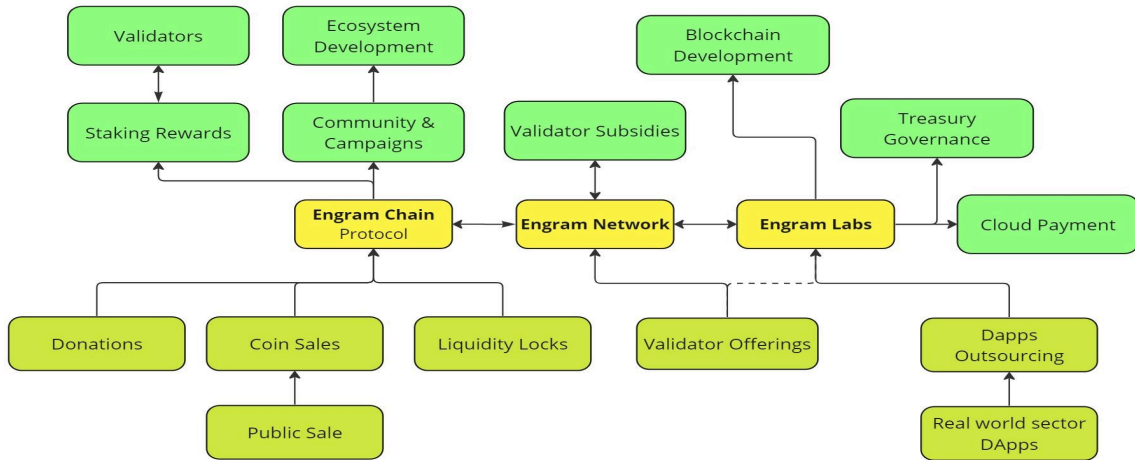 Validators
Ecosystem
Development
Blockchain
Development
Staking Rewards
Community &
Campaigns
Validator Subsidies
Treasury
Governance
Engram Chain
Protocol
Engram Network
Engram Labs
Cloud Payment
Donations
Coin Sales
Liquidity Locks
Validator Offerings
Dapps
Outsourcing
Public Sale
Real world sector
DApps